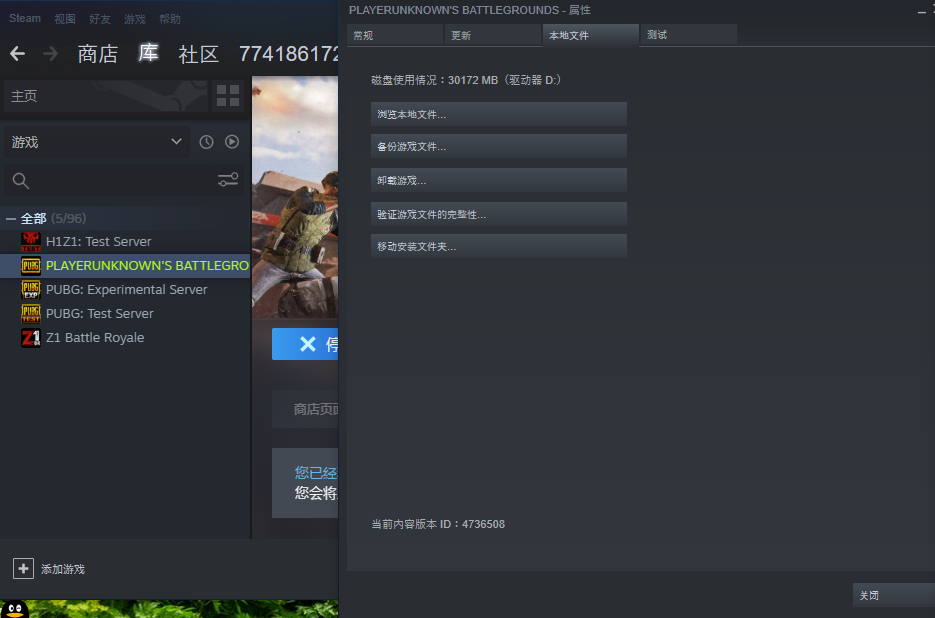 Steam 视图 好友 游戏 帮助
商店 库 社区 774186172
主页
游戏
全部 (5/96)
H1Z1: Test Server
PLAYERUNKNOWN'S BATTLEGRO
PUBG: Experimental Server
PUBG: Test Server
Z1 Battle Royale
添加游戏
停
商店页面
您已经
您会将
PLAYERUNKNOWN'S BATTLEGROUNDS - 属性
常规 更新 本地文件 测试
磁盘使用情况：30172 MB（驱动器 D:）
浏览本地文件...
备份游戏文件...
卸载游戏...
验证游戏文件的完整性...
移动安装文件夹...
当前内容版本 ID：4736508
关闭